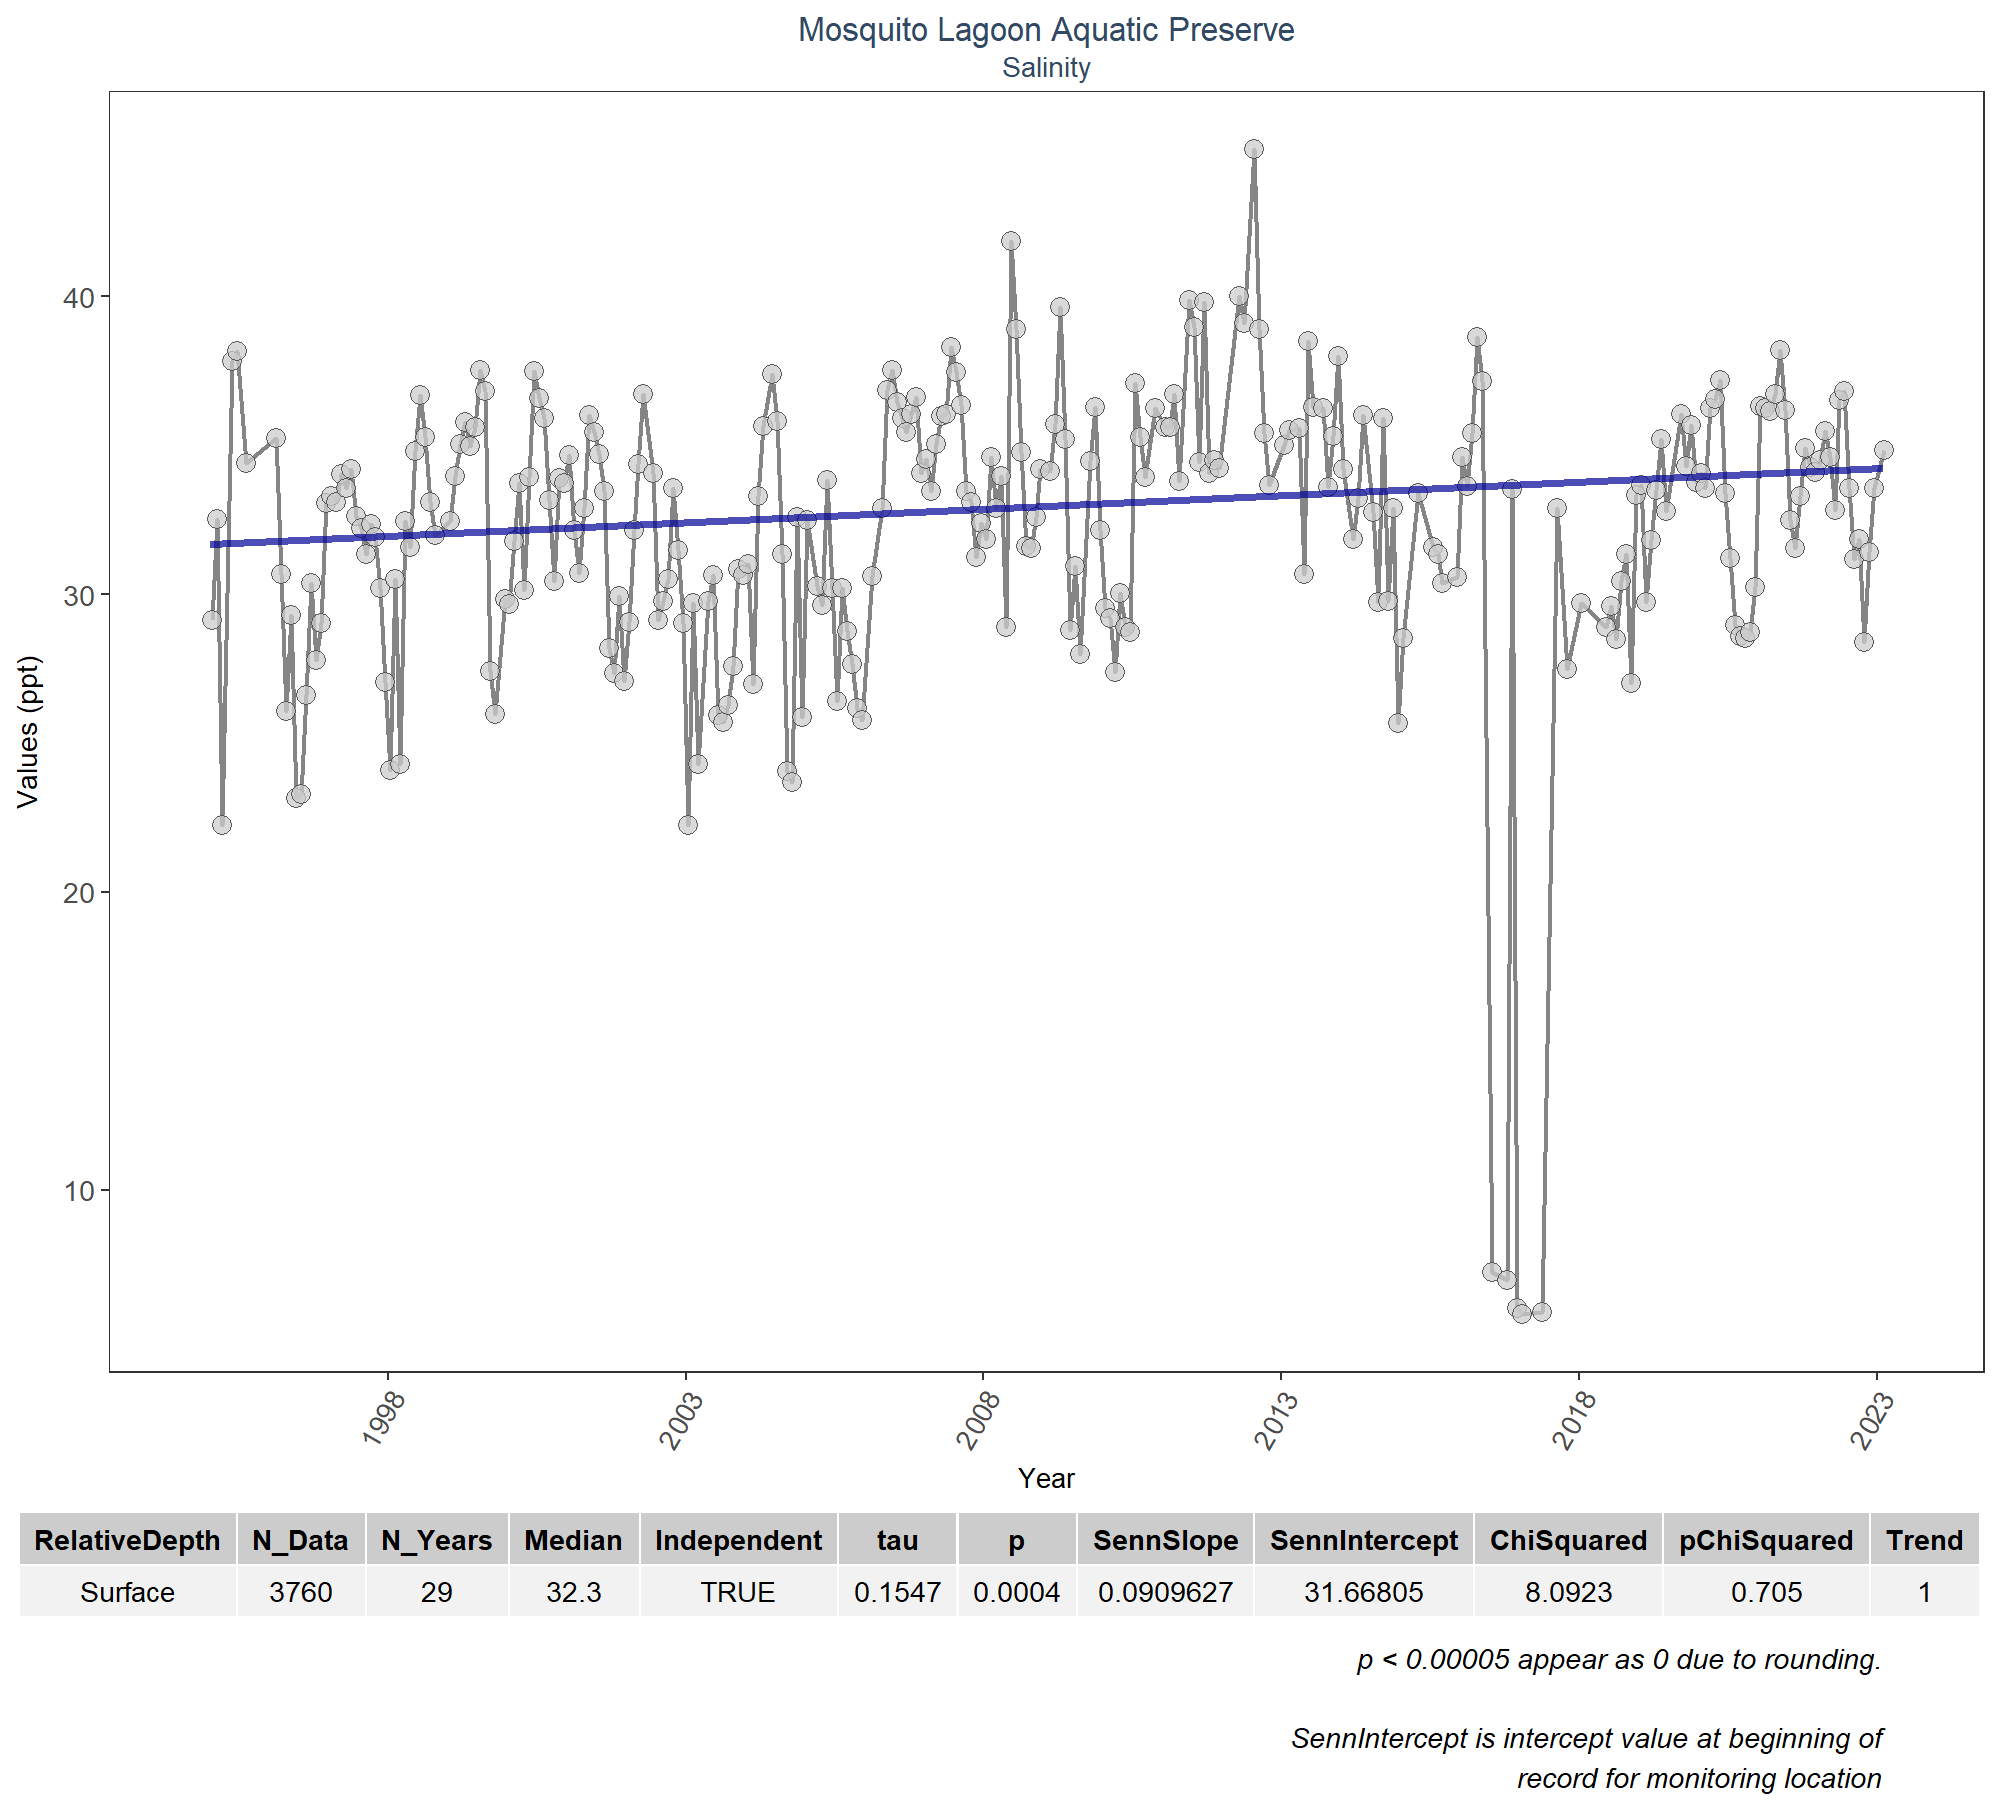 Mosquito Lagoon Aquatic Preserve
Salinity
Values (ppt)
40
30
20
10
1998
2003
2008
2013
2018
2023
Year
RelativeDepth N_Data N_Years Median Independent tau p SennSlope SennIntercept ChiSquared pChiSquared Trend
Surface 3760 29 32.3 TRUE 0.1547 0.0004 0.0909627 31.66805 8.0923 0.705 1
p < 0.00005 appear as 0 due to rounding.
SennIntercept is intercept value at beginning of
record for monitoring location